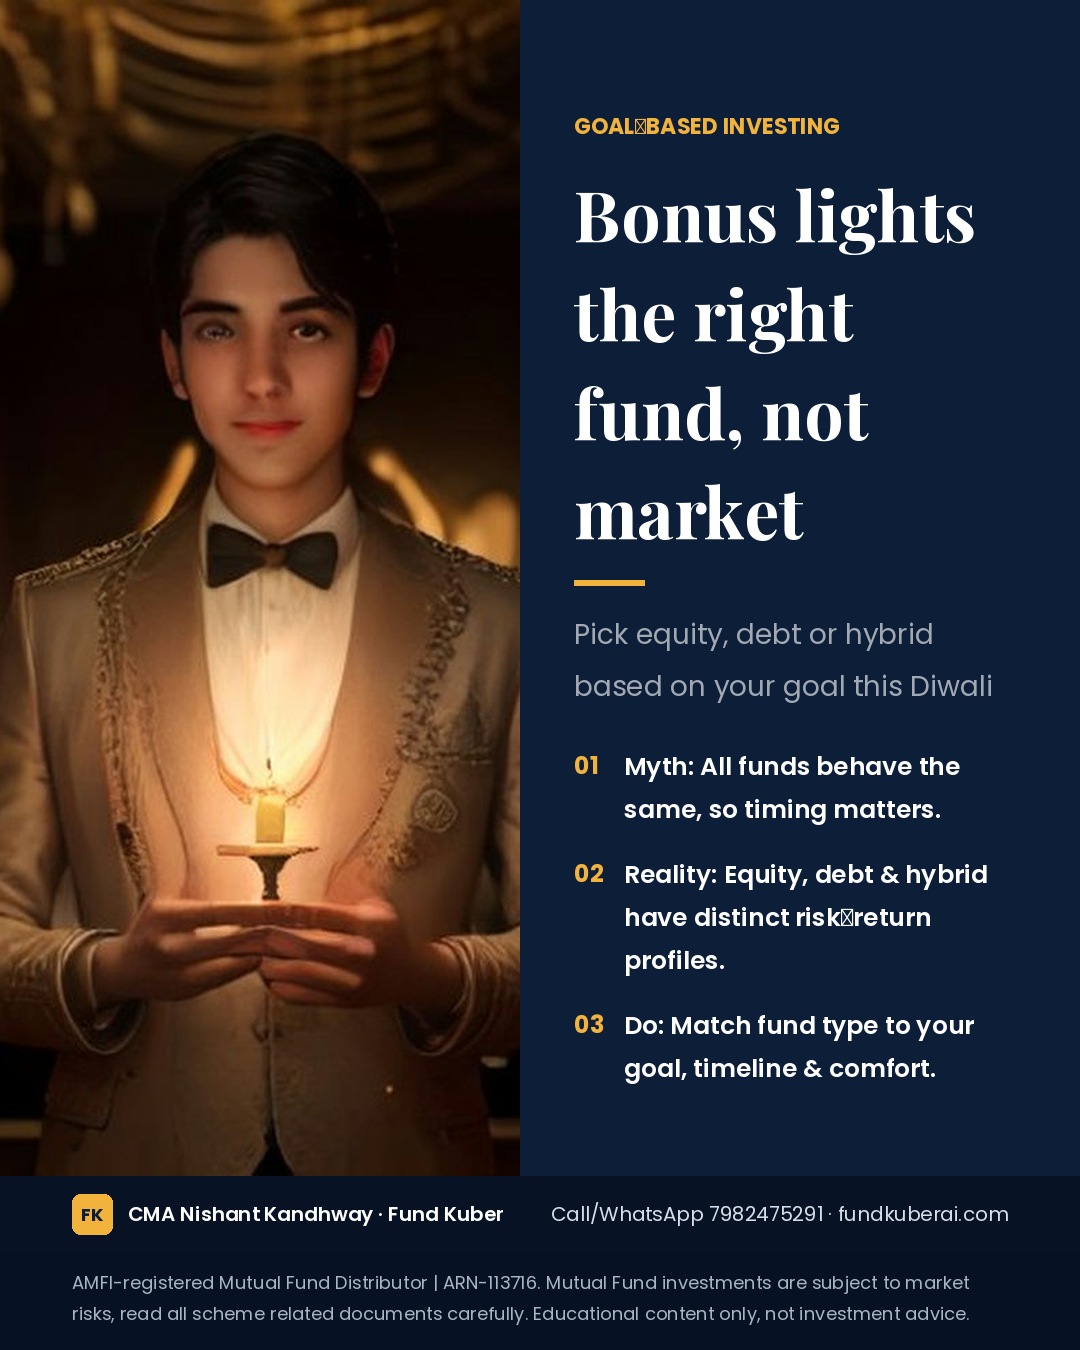 GOAL☒BASED INVESTING
Bonus lights
the right
fund, not
market
Pick equity, debt or hybrid
based on your goal this Diwali
01 Myth: All funds behave the
same, so timing matters.
02 Reality: Equity, debt & hybrid
have distinct risk☒return
profiles.
03 Do: Match fund type to your
goal, timeline & comfort.
FK CMA Nishant Kandhway · Fund Kuber Call/WhatsApp 7982475291 · fundkuberai.com
AMFI-registered Mutual Fund Distributor | ARN-113716. Mutual Fund investments are subject to market
risks, read all scheme related documents carefully. Educational content only, not investment advice.